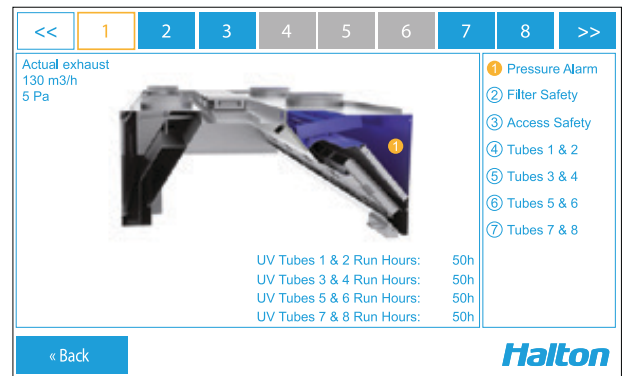 << 1 2 3 4 5 6 7 8 >>
Actual exhaust
130 m3/h
5 Pa
1
1 Pressure Alarm
2 Filter Safety
3 Access Safety
4 Tubes 1 & 2
5 Tubes 3 & 4
6 Tubes 5 & 6
7 Tubes 7 & 8
UV Tubes 1 & 2 Run Hours: 50h
UV Tubes 3 & 4 Run Hours: 50h
UV Tubes 5 & 6 Run Hours: 50h
UV Tubes 7 & 8 Run Hours: 50h
« Back
Halton